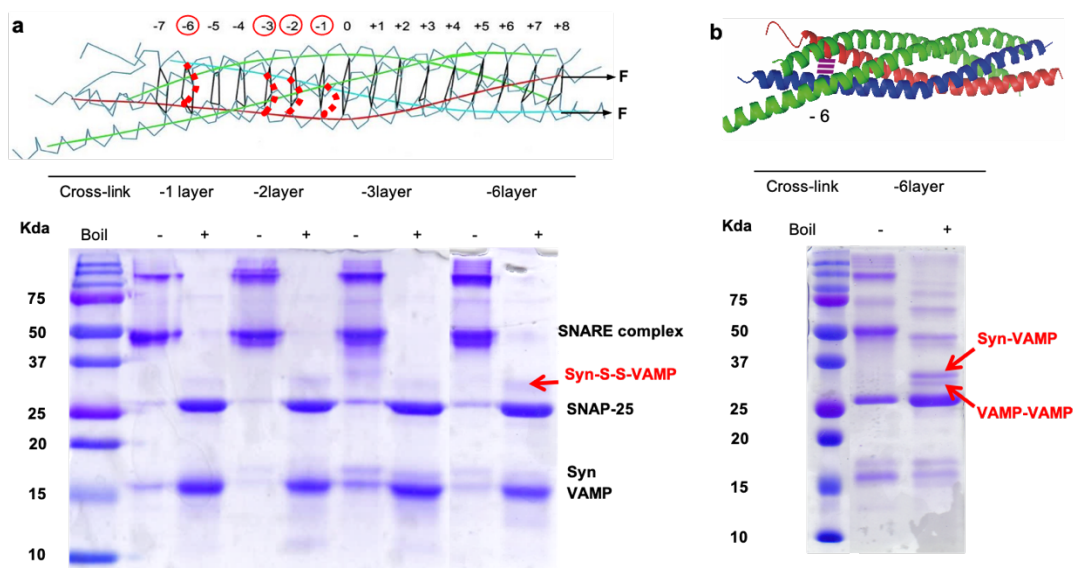 a
-7 -6 -5 -4 -3 -2 -1 0 +1 +2 +3 +4 +5 +6 +7 +8
F
F
Cross-link -1 layer -2layer -3layer -6layer
Kda Boil - + - + - + - +
75
50 SNARE complex
37
Syn-S-S-VAMP
25 SNAP-25
20
Syn
15 VAMP
10
b
- 6
Cross-link -6layer
Kda Boil - +
75
50
Syn-VAMP
37
25 VAMP-VAMP
20
15
10